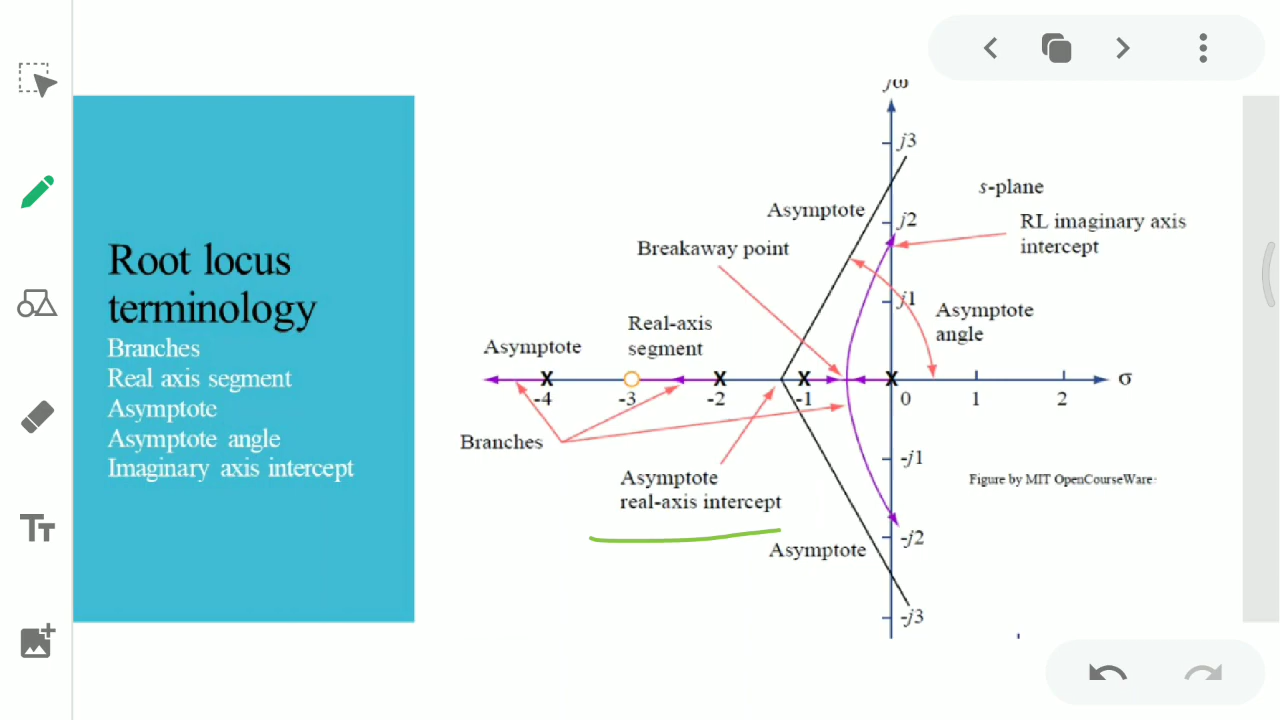 Root locus
terminology
Branches
Real axis segment
Asymptote
Asymptote angle
Imaginary axis intercept
jω
j3
s-plane
Asymptote
j2
RL imaginary axis
intercept
Breakaway point
j1
Asymptote
angle
Real-axis
segment
Asymptote
X X X X σ
-4 -3 -2 -1 0 1 2
Branches
-j1
Asymptote
real-axis intercept
Figure by MIT OpenCourseWare.
-j2
Asymptote
-j3
TT